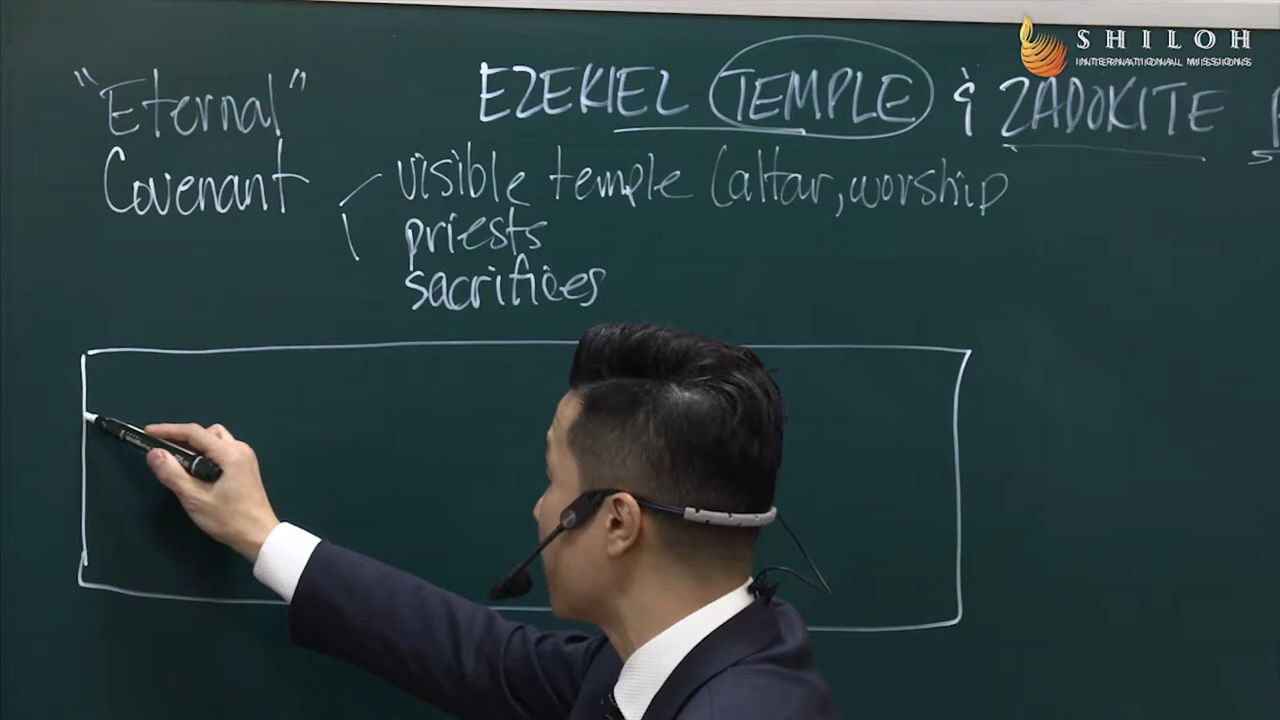 SHILOH
INTERNATIONAL MISSIONS
EZEKIEL TEMPLE & ZADOKITE
"Eternal"
Covenant
visible temple (altar, worship
priests
sacrifices